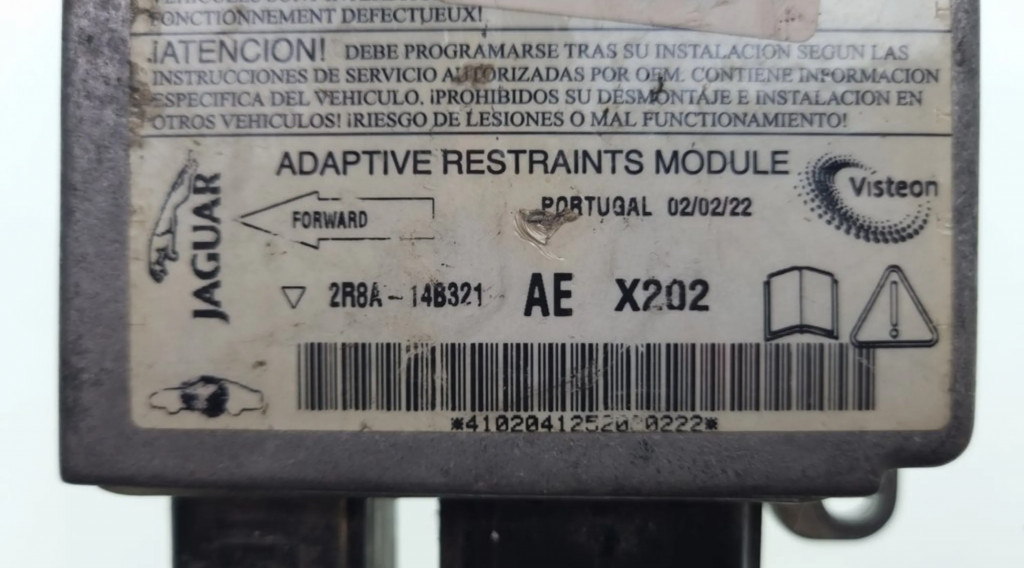 FONCTIONNEMENT DEFECTUEUX!
¡ATENCION! DEBE PROGRAMARSE TRAS SU INSTALACION SEGUN LAS
INSTRUCCIONES DE SERVICIO AUTORIZADAS POR OEM. CONTIENE INFORMACION
ESPECIFICA DEL VEHICULO. ¡PROHIBIDOS SU DESMONTAJE E INSTALACION EN
OTROS VEHICULOS! ¡RIESGO DE LESIONES O MAL FUNCIONAMIENTO!
ADAPTIVE RESTRAINTS MODULE
JAGUAR
FORWARD
PORTUGAL 02/02/22
Visteon
2R8A-14B321 AE X202